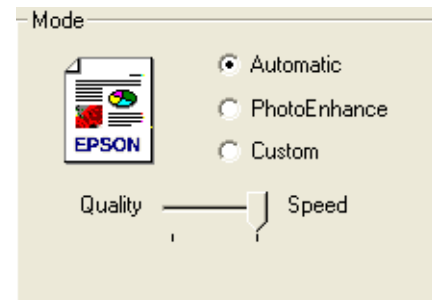 Mode
Automatic
PhotoEnhance
EPSON
Custom
Quality Speed